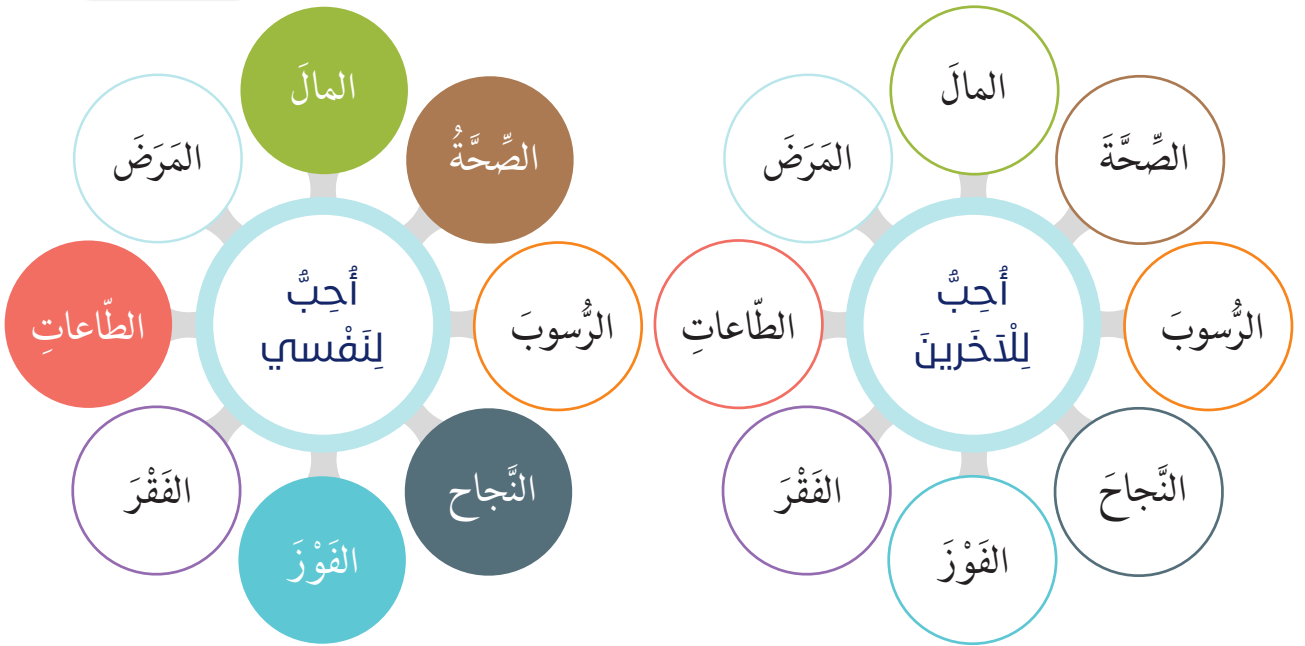 أُحِبُّ
لِلْآخَرينَ
المالَ
الصِّحَّةَ
الرُّسوبَ
النَّجاحَ
الفَوْزَ
الفَقْرَ
الطّاعاتِ
المَرَضَ
أُحِبُّ
لِنَفْسي
المالَ
الصِّحَّةُ
الرُّسوبَ
النَّجاح
الفَوْزَ
الفَقْرَ
الطّاعاتِ
المَرَضَ